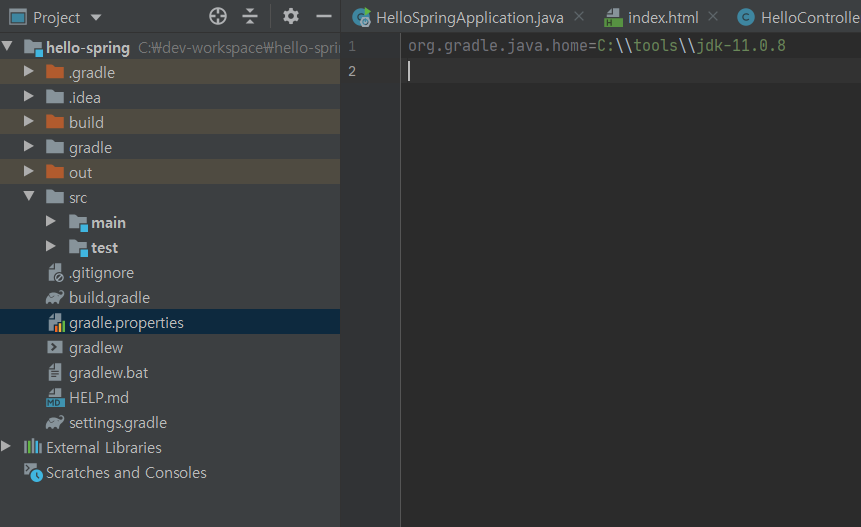 Project
HelloSpringApplication.java
index.html
HelloControlle
hello-spring C:₩dev-workspace₩hello-spri
.gradle
.idea
build
gradle
out
src
main
test
.gitignore
build.gradle
gradle.properties
gradlew
gradlew.bat
HELP.md
settings.gradle
External Libraries
Scratches and Consoles
1 org.gradle.java.home=C:\\tools\\jdk-11.0.8
2